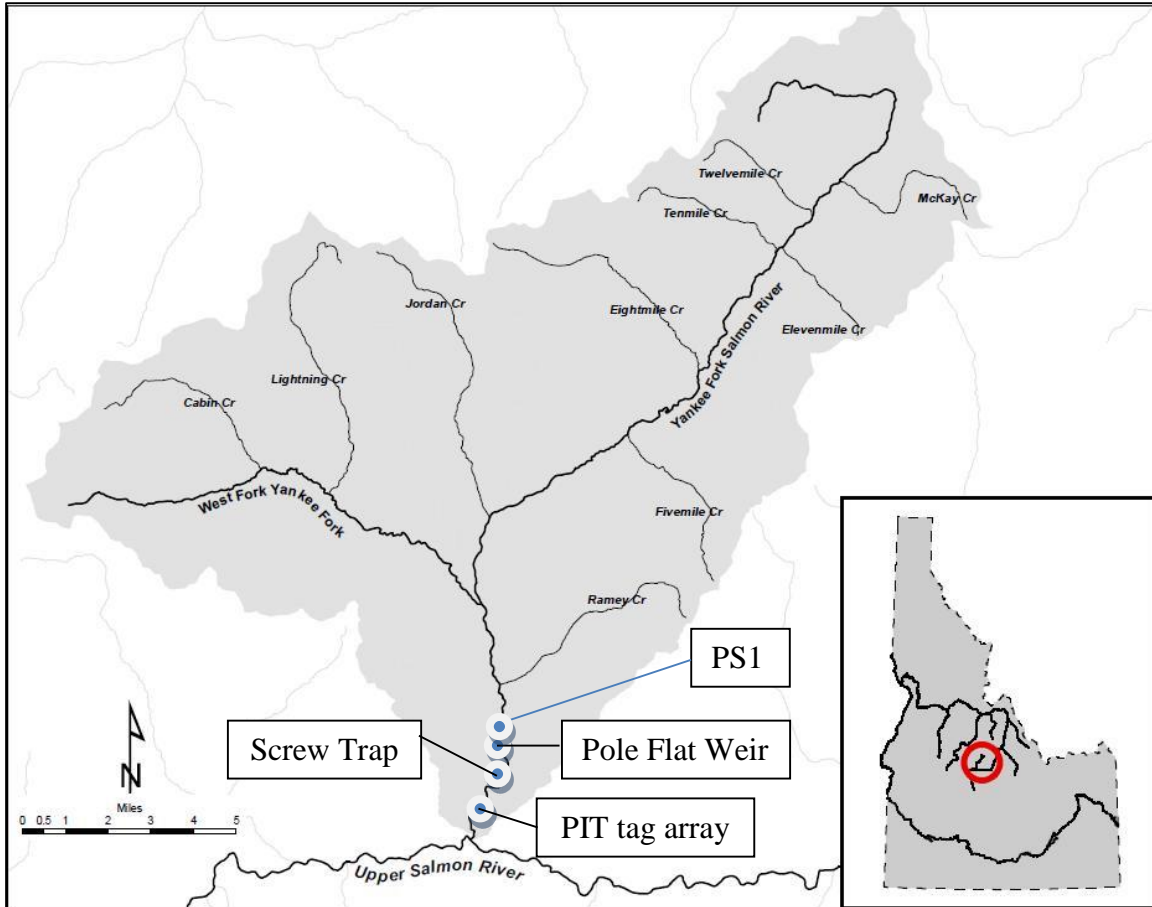 Twelvemile Cr
McKay Cr
Tenmile Cr
Jordan Cr
Eightmile Cr
Elevenmile Cr
Yankee Fork Salmon River
Lightning Cr
Cabin Cr
West Fork Yankee Fork
Fivemile Cr
Ramey Cr
PS1
Screw Trap
Pole Flat Weir
PIT tag array
N
Miles
0 0.5 1 2 3 4 5
Upper Salmon River